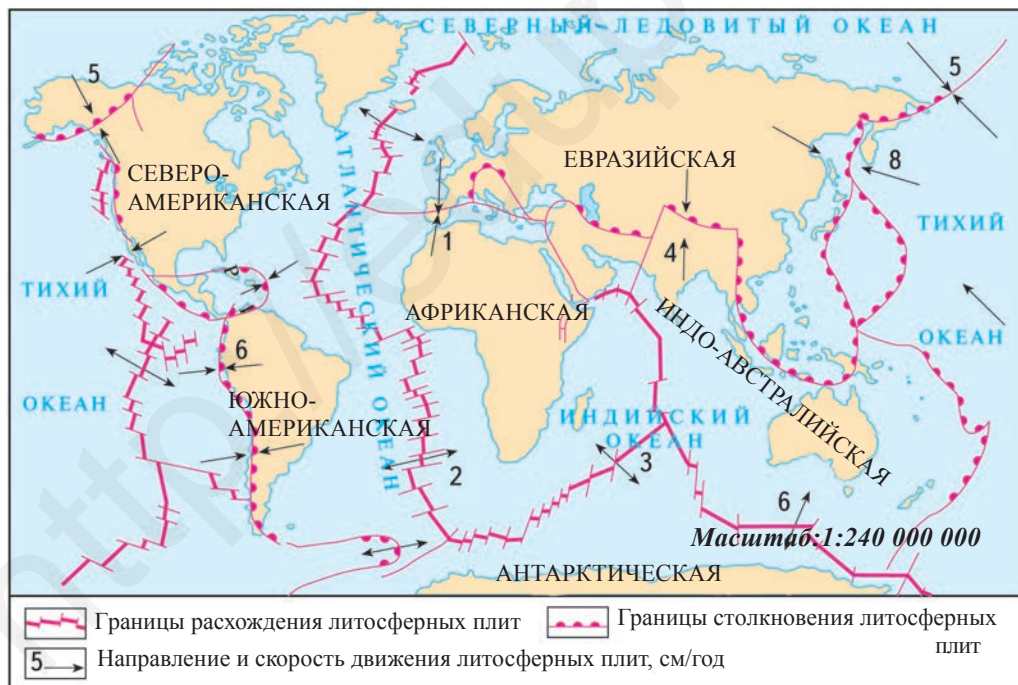 СЕВЕРНЫЙ ЛЕДОВИТЫЙ ОКЕАН
5
5
СЕВЕРО-
АМЕРИКАНСКАЯ
АТЛАНТИЧЕСКИЙ ОКЕАН
ЕВРАЗИЙСКАЯ
8
ТИХИЙ
1
4
ТИХИЙ
АФРИКАНСКАЯ
ИНДО-АВСТРАЛИЙСКАЯ
ОКЕАН
6
ОКЕАН
ЮЖНО-
АМЕРИКАНСКАЯ
ИНДИЙСКИЙ
ОКЕАН
2
3
6
Масштаб:1:240 000 000
АНТАРКТИЧЕСКАЯ
Границы расхождения литосферных плит
Границы столкновения литосферных
плит
5
Направление и скорость движения литосферных плит, см/год